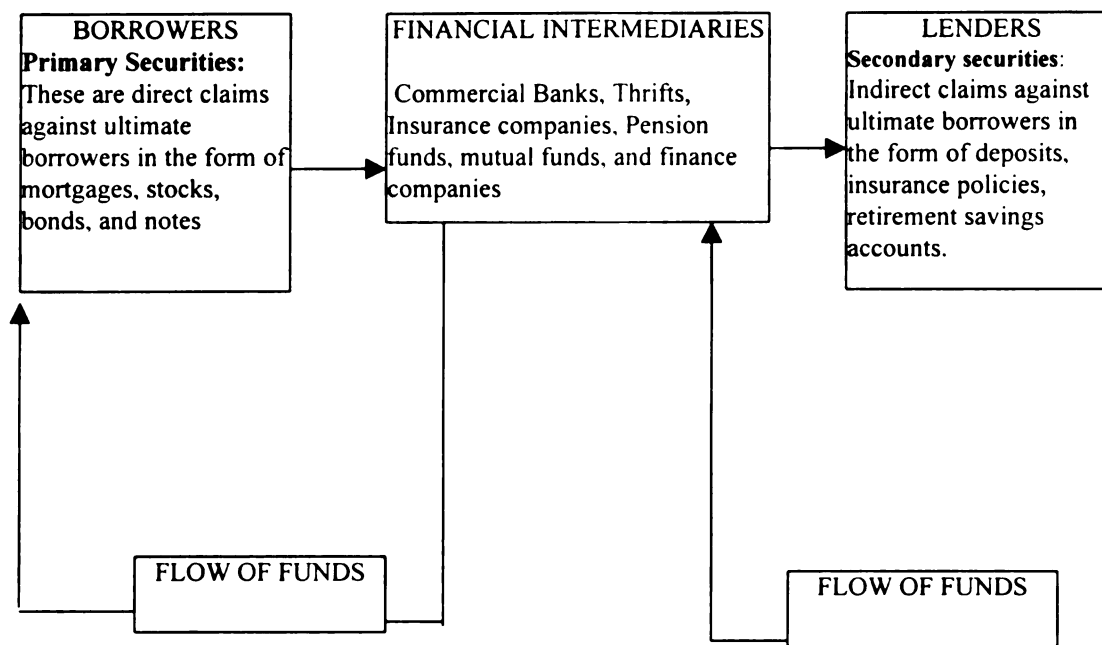 BORROWERS
Primary Securities:
These are direct claims
against ultimate
borrowers in the form of
mortgages, stocks,
bonds, and notes
FINANCIAL INTERMEDIARIES
Commercial Banks, Thrifts,
Insurance companies, Pension
funds, mutual funds, and finance
companies
LENDERS
Secondary securities:
Indirect claims against
ultimate borrowers in
the form of deposits,
insurance policies,
retirement savings
accounts.
FLOW OF FUNDS
FLOW OF FUNDS